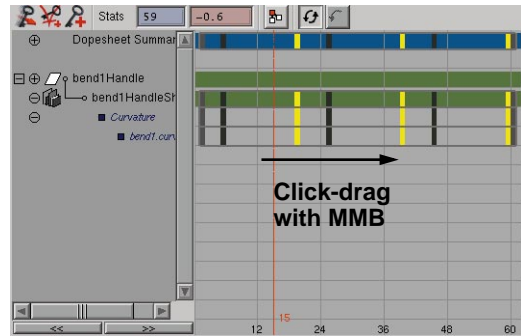 Stats 59 -0.6
Dopesheet Summar
bend1Handle
bend1HandleSh
Curvature
bend1.curv
Click-drag
with MMB
15
<< >> 12 24 36 48 60